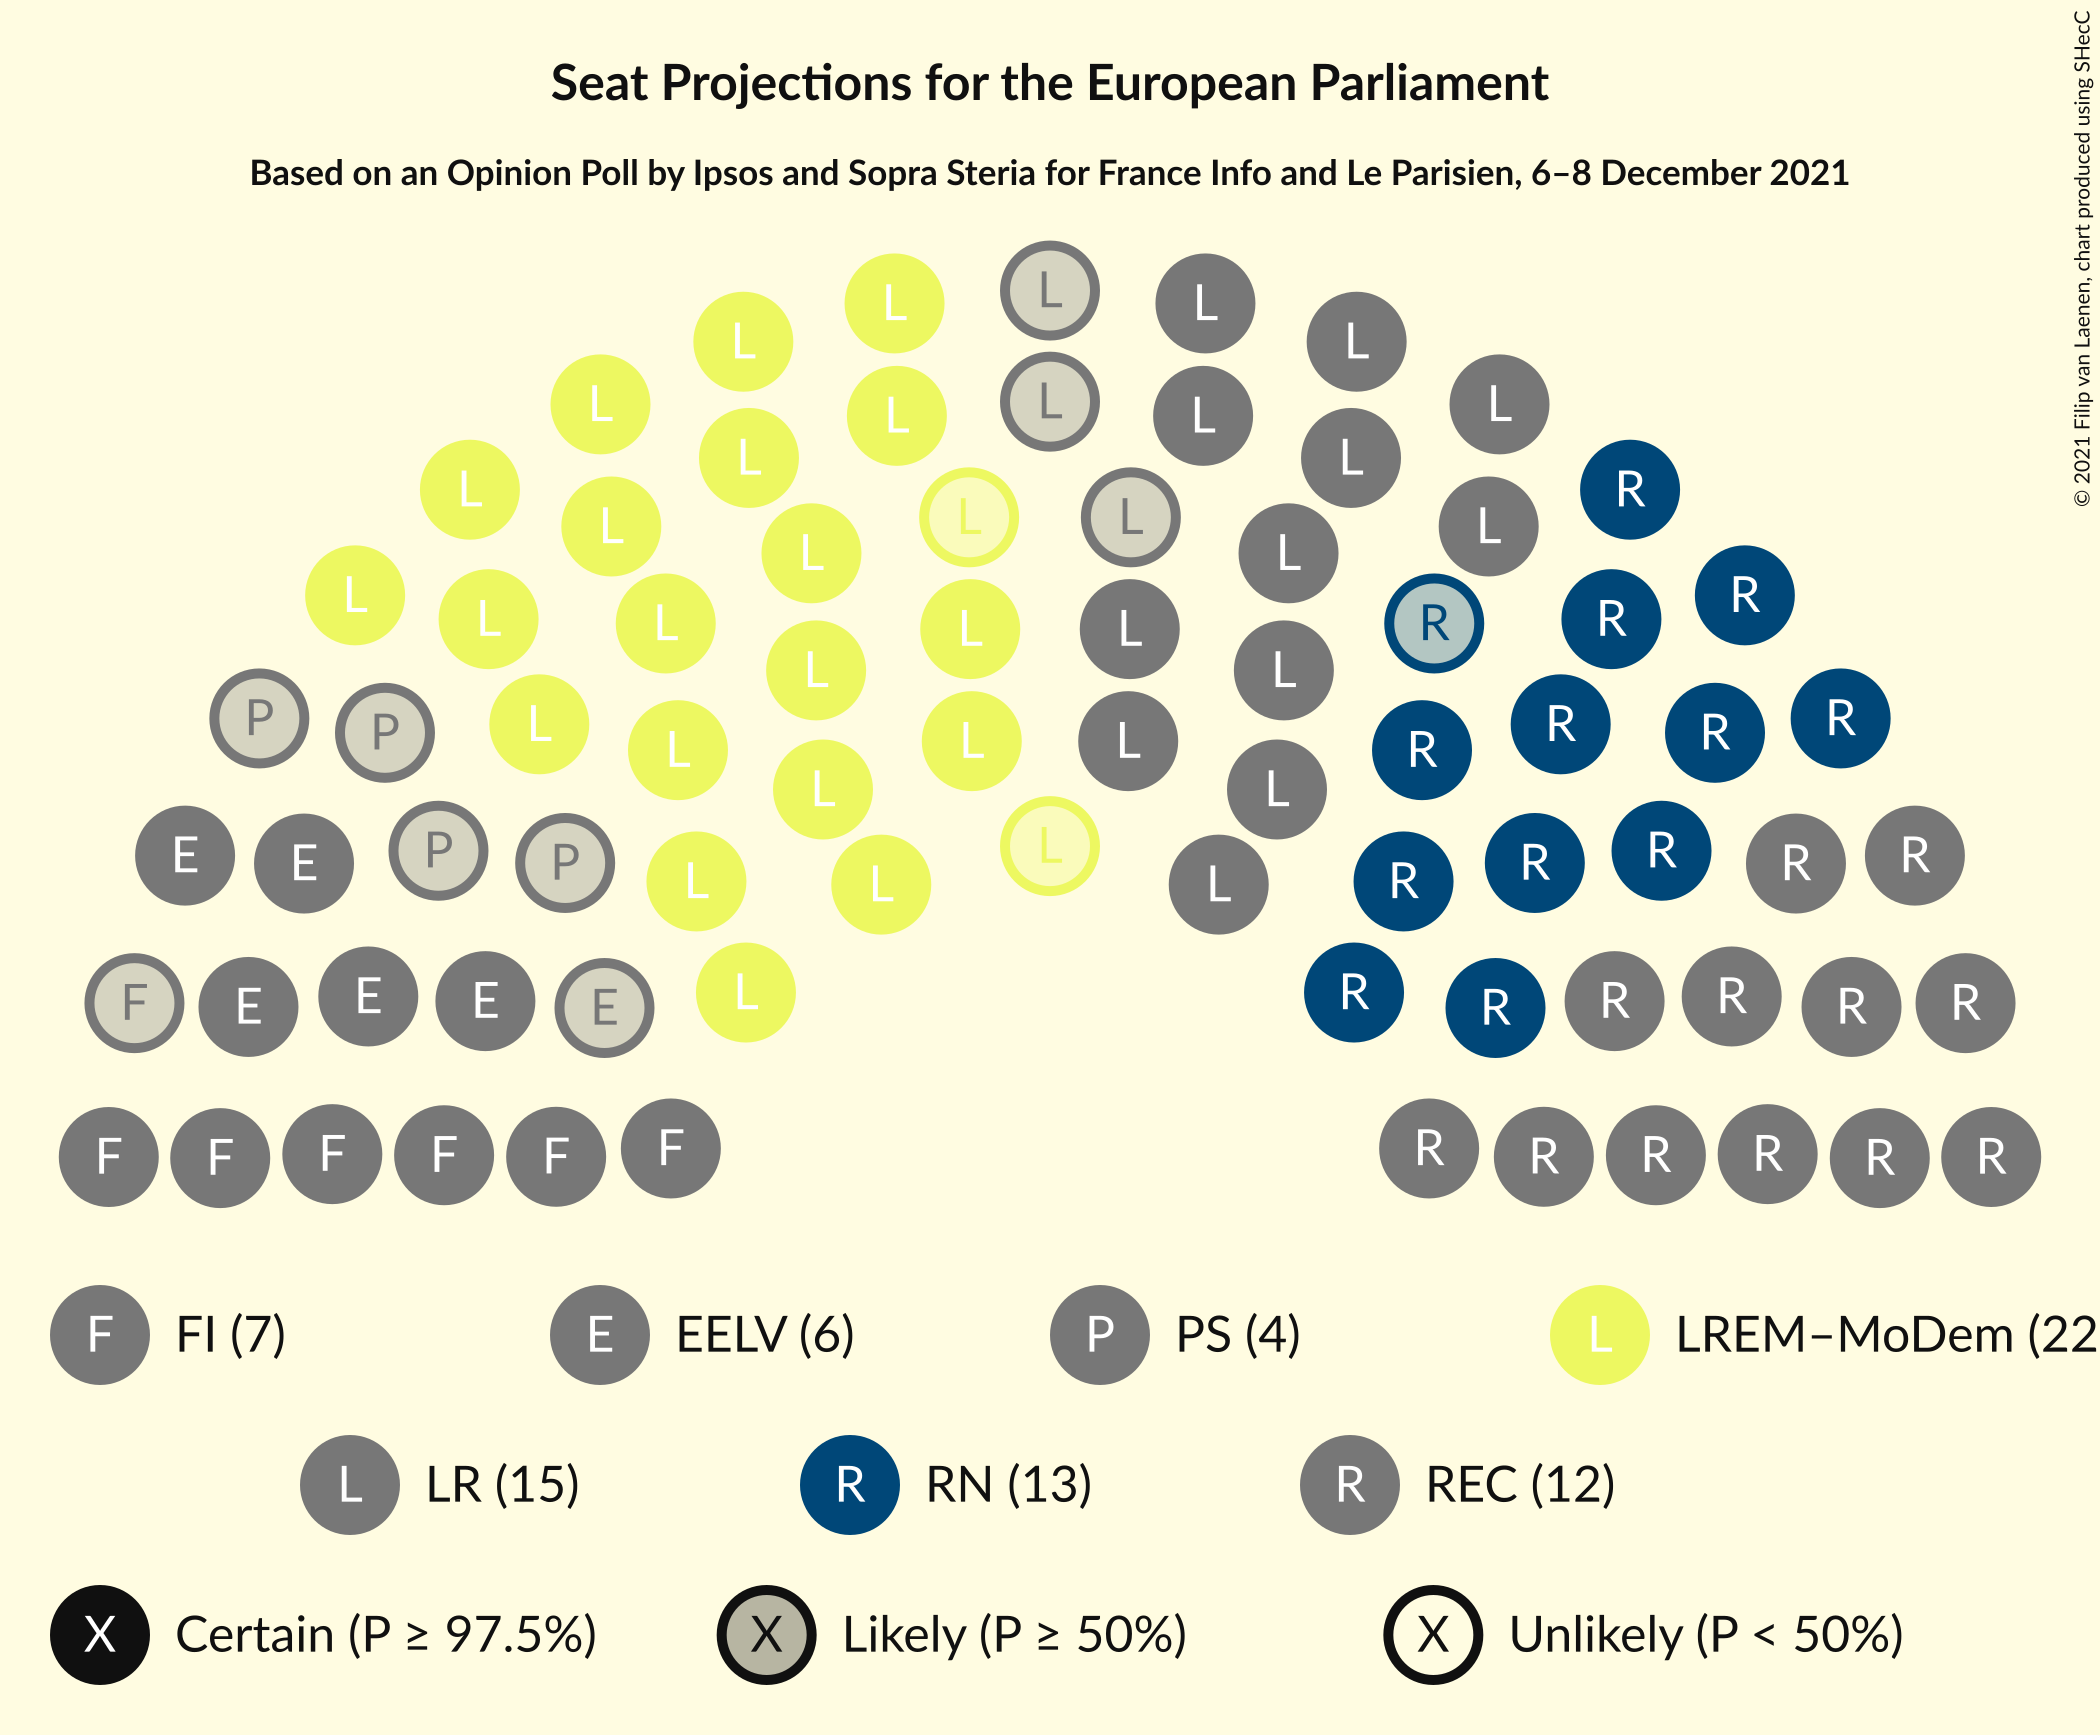 Seat Projections for the European Parliament
Based on an Opinion Poll by Ipsos and Sopra Steria for France Info and Le Parisien, 6–8 December 2021
© 2021 Filip van Laenen, chart produced using SHecC
L L L L L
L L L L L
L L L L R
L L L L
L L R R R
L L L L
P P L L L L R R R R
L L L
E E P P L L L L R R R R R
F E E E E L R R R R R R
F F F F F F R R R R R R
F FI (7) E EELV (6) P PS (4) L LREM–MoDem (22
L LR (15) R RN (13) R REC (12)
X Certain (P ≥ 97.5%) X Likely (P ≥ 50%) X Unlikely (P < 50%)